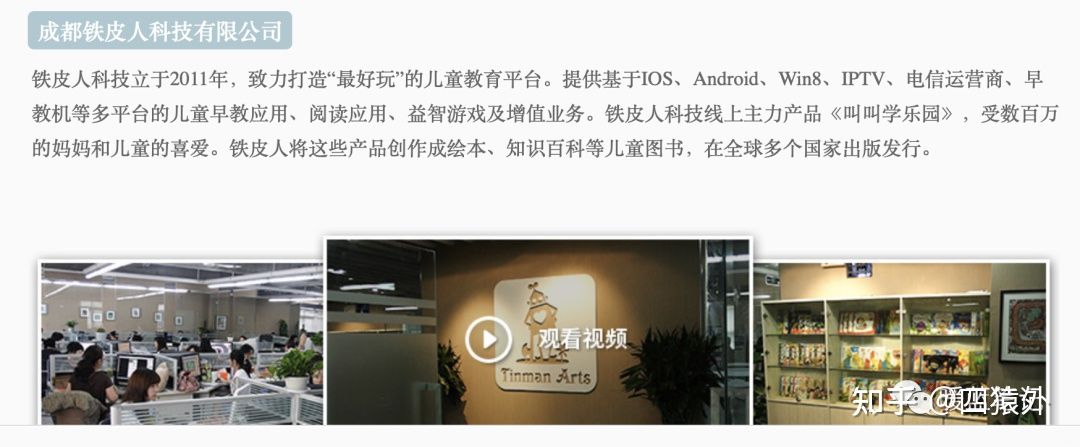 成都铁皮人科技有限公司
铁皮人科技立于2011年，致力打造“最好玩”的儿童教育平台。提供基于IOS、Android、Win8、IPTV、电信运营商、早
教机等多平台的儿童早教应用、阅读应用、益智游戏及增值业务。铁皮人科技线上主力产品《叫叫学乐园》，受数百万
的妈妈和儿童的喜爱。铁皮人将这些产品创作成绘本、知识百科等儿童图书，在全球多个国家出版发行。
观看视频
Tinman Arts
知乎 @四猿外